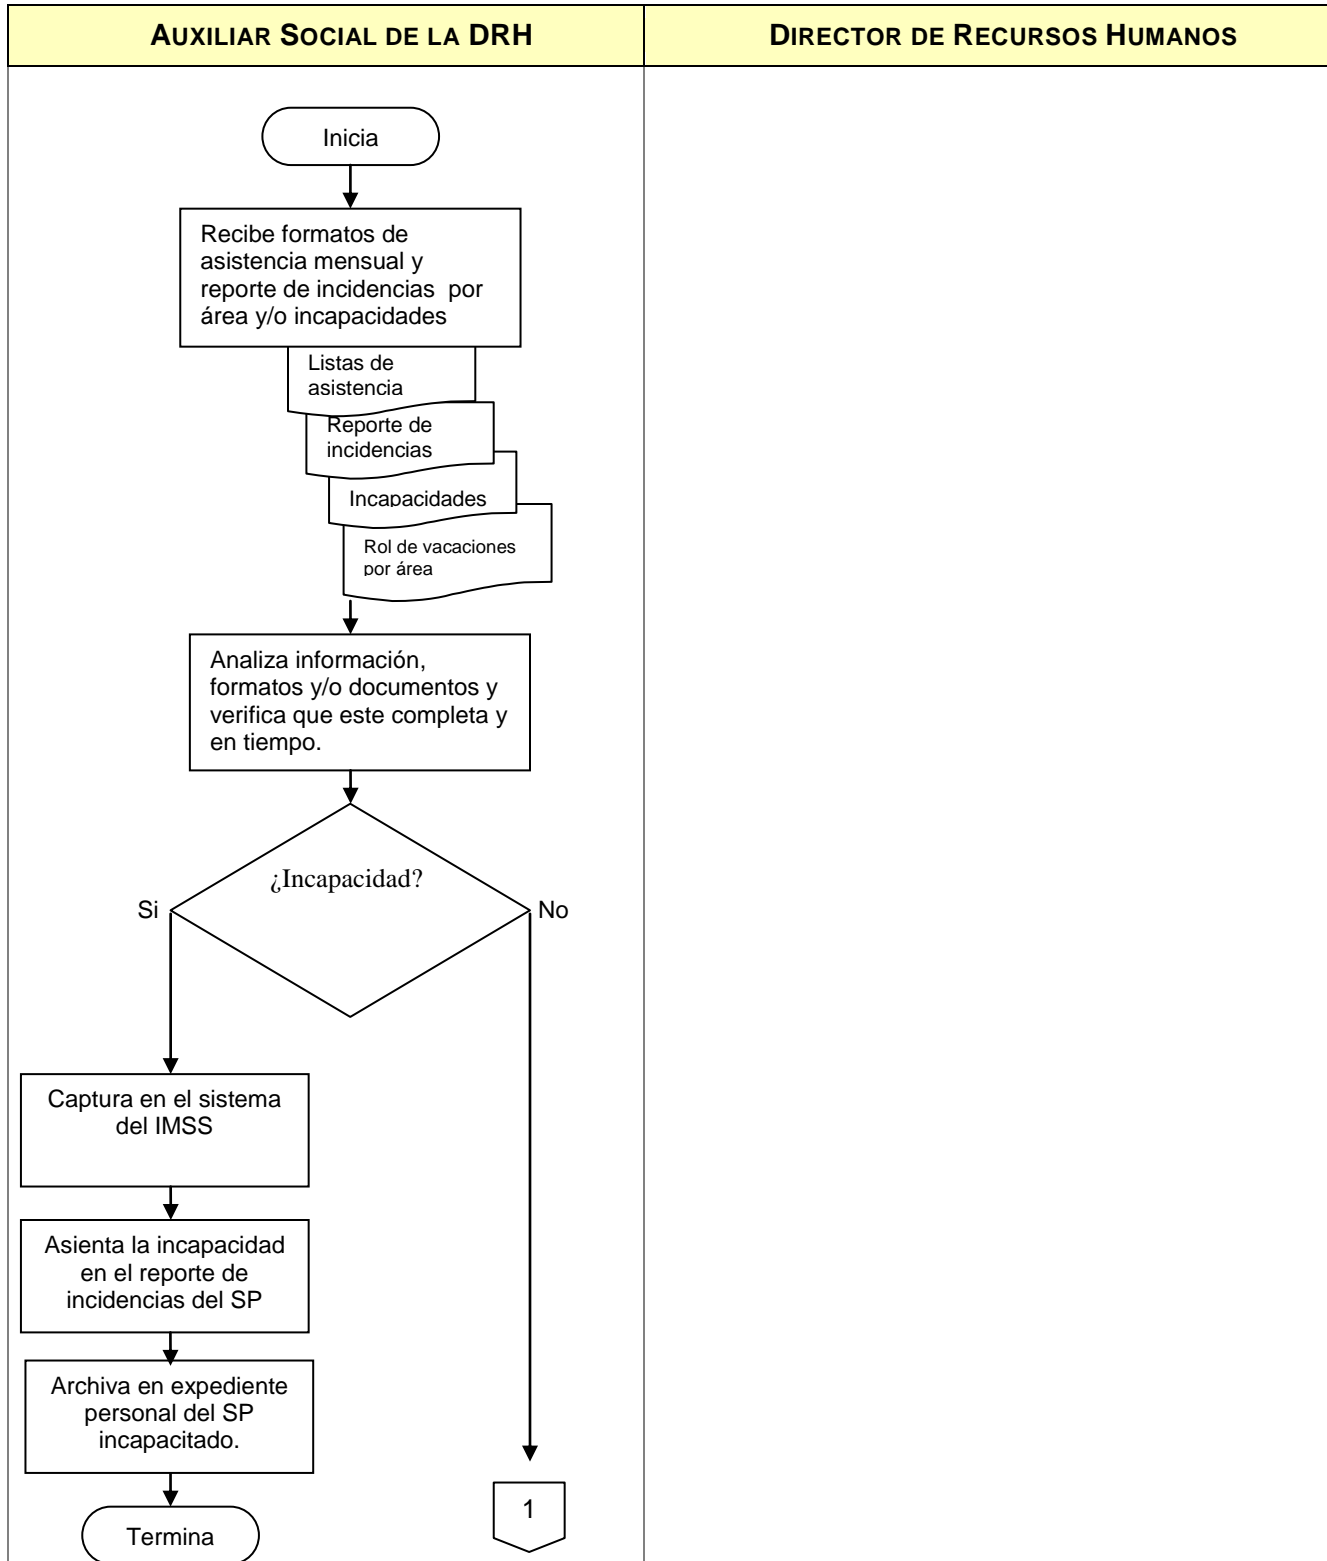 AUXILIAR SOCIAL DE LA DRH
DIRECTOR DE RECURSOS HUMANOS
Inicia
Recibe formatos de
asistencia mensual y
reporte de incidencias por
área y/o incapacidades
Listas de
asistencia
Reporte de
incidencias
Incapacidades
Rol de vacaciones
por área
Analiza información,
formatos y/o documentos y
verifica que este completa y
en tiempo.
¿Incapacidad?
Si
No
Captura en el sistema
del IMSS
Asienta la incapacidad
en el reporte de
incidencias del SP
Archiva en expediente
personal del SP
incapacitado.
1
Termina